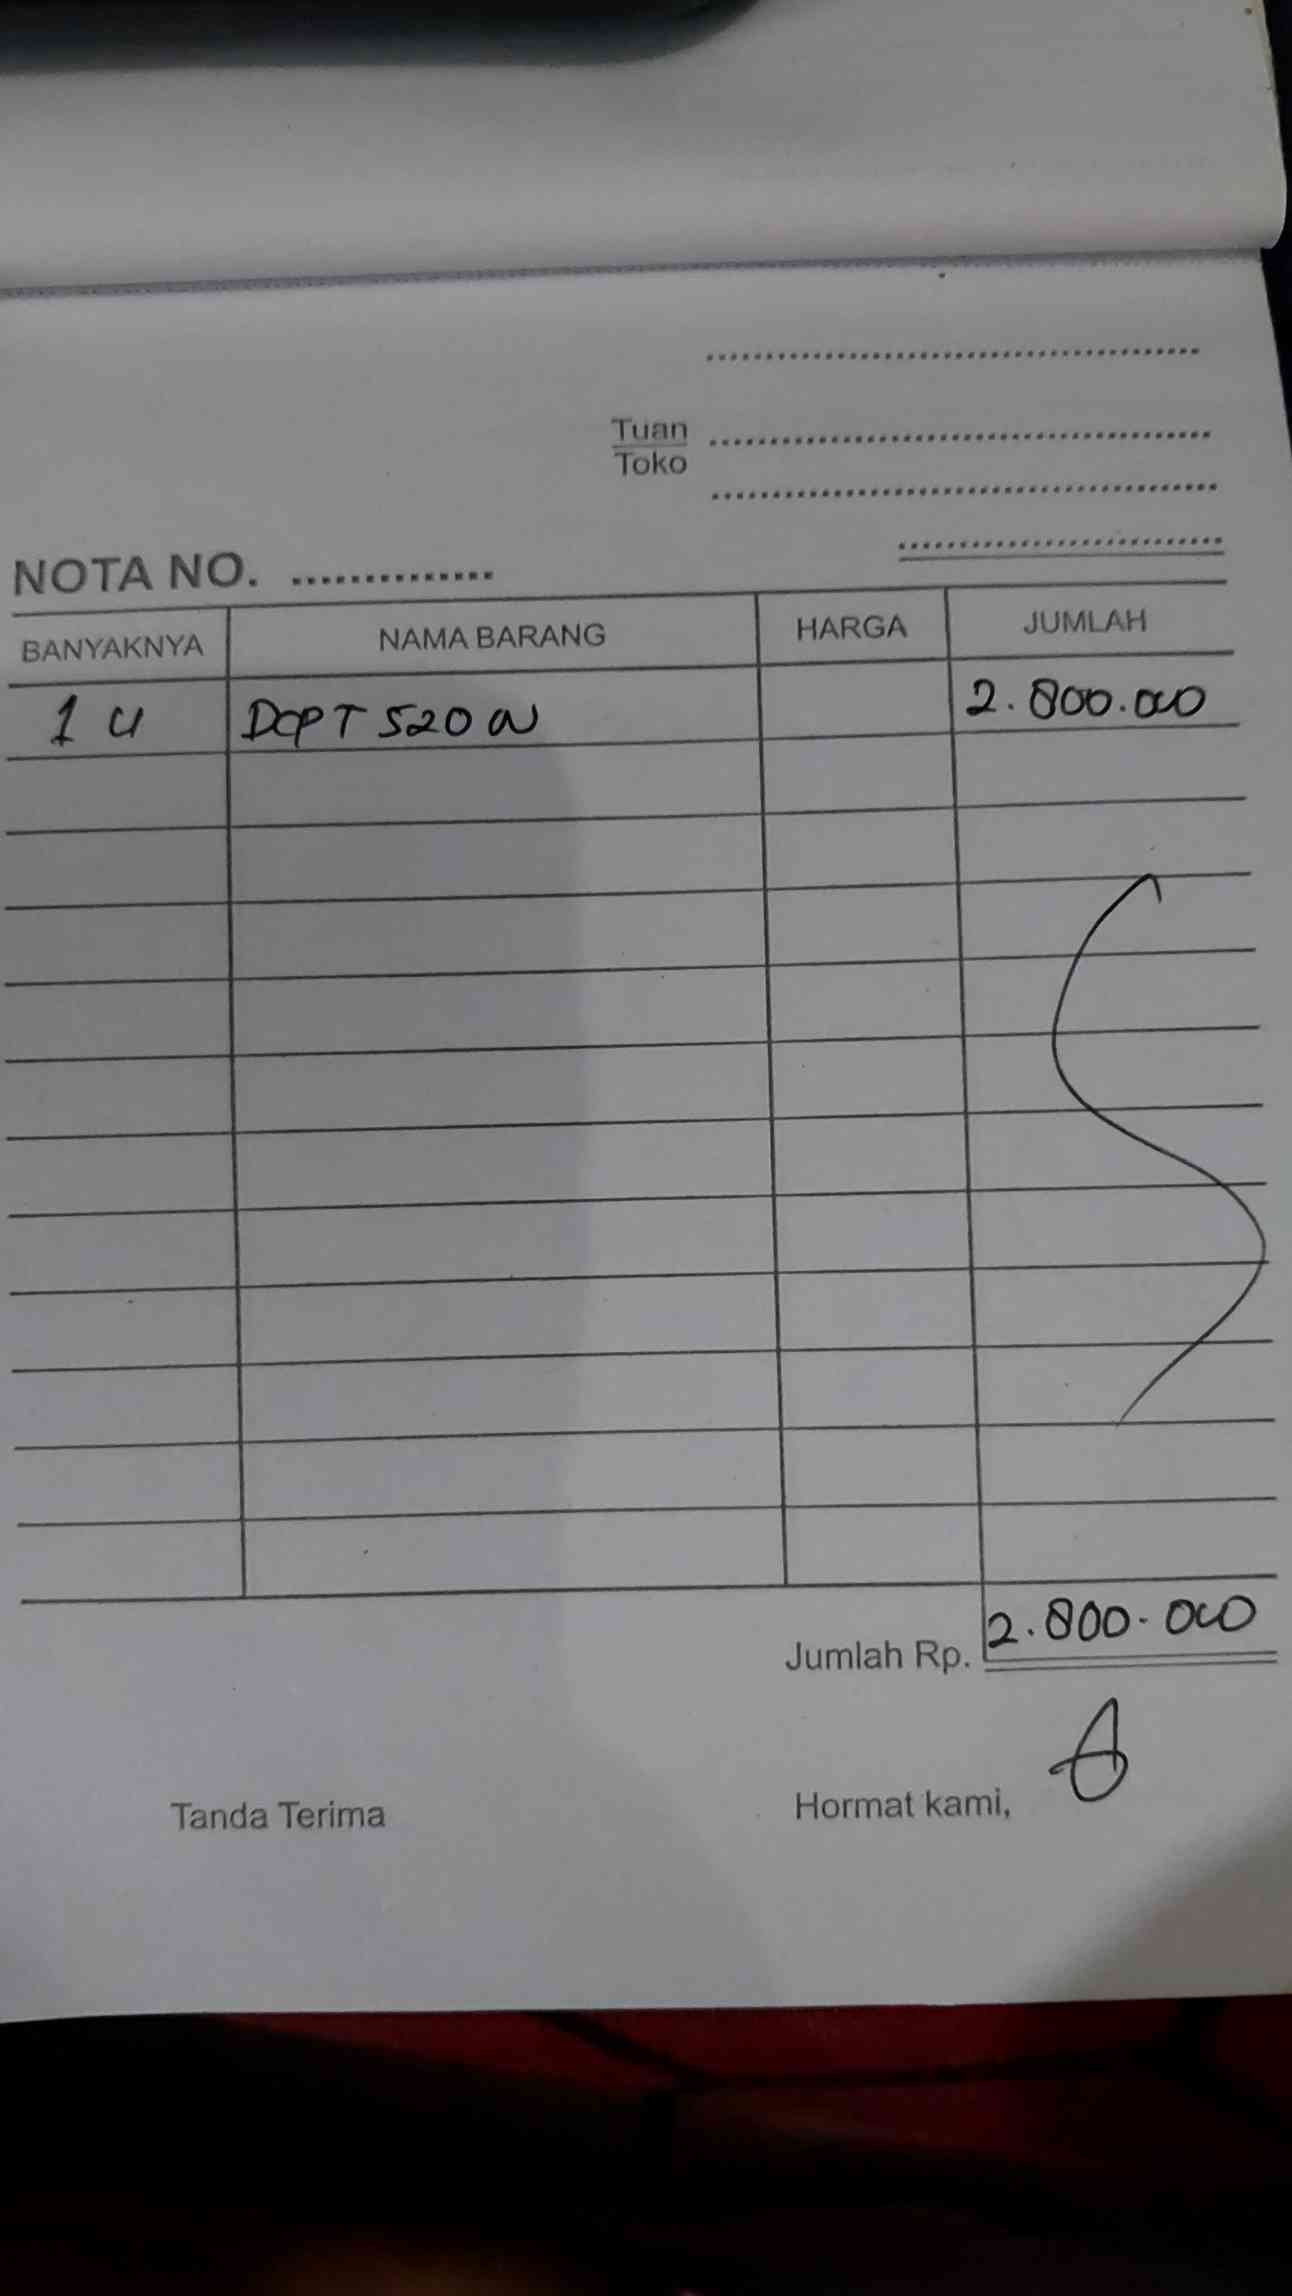 Tuan
Toko
NOTA NO.
BANYAKNYA NAMA BARANG HARGA JUMLAH
1 U DCP T 520 W 2.800.000
Jumlah Rp. 2.800.000
Tanda Terima Hormat kami,